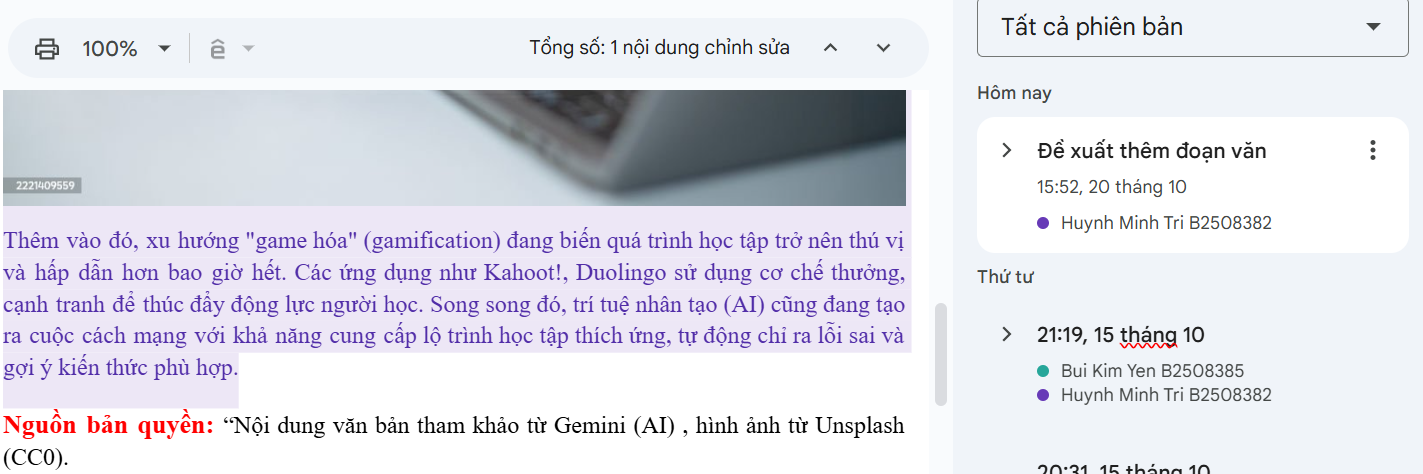 100%
ê
Tổng số: 1 nội dung chỉnh sửa
2221409559
Thêm vào đó, xu hướng "game hóa" (gamification) đang biến quá trình học tập trở nên thú vị
và hấp dẫn hơn bao giờ hết. Các ứng dụng như Kahoot!, Duolingo sử dụng cơ chế thưởng,
cạnh tranh để thúc đẩy động lực người học. Song song đó, trí tuệ nhân tạo (AI) cũng đang tạo
ra cuộc cách mạng với khả năng cung cấp lộ trình học tập thích ứng, tự động chỉ ra lỗi sai và
gợi ý kiến thức phù hợp.
Nguồn bản quyền: “Nội dung văn bản tham khảo từ Gemini (AI) , hình ảnh từ Unsplash
(CC0).
Tất cả phiên bản
Hôm nay
Đề xuất thêm đoạn văn
15:52, 20 tháng 10
Huynh Minh Tri B2508382
Thứ tư
21:19, 15 tháng 10
Bui Kim Yen B2508385
Huynh Minh Tri B2508382
20:31, 15 tháng 10